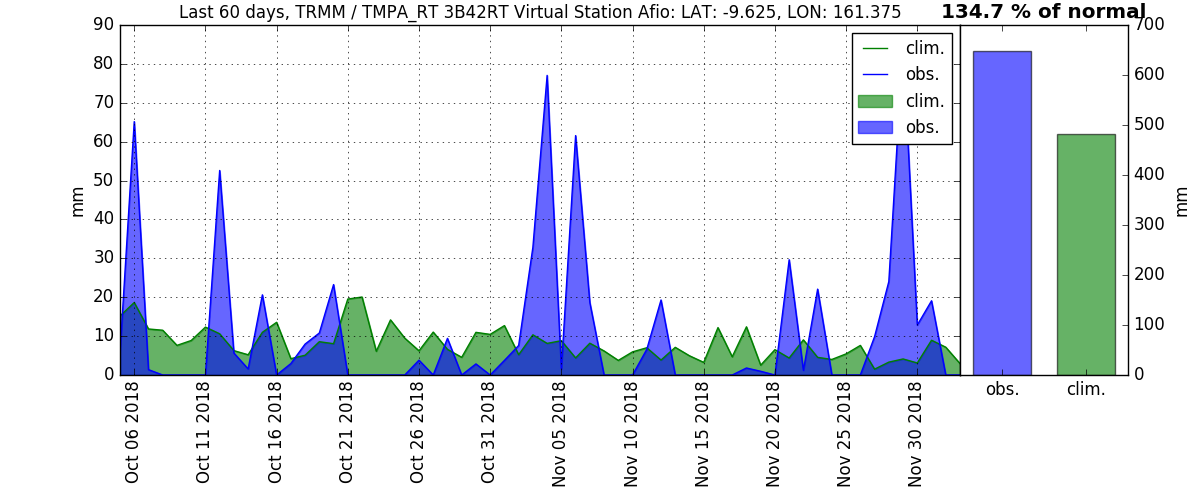 Last 60 days, TRMM / TMPA_RT 3B42RT Virtual Station Afio: LAT: -9.625, LON: 161.375
134.7 % of normal
90
80
70
60
50
40
30
20
10
0
mm
clim.
obs.
clim.
obs.
700
600
500
400
300
200
100
0
mm
Oct 06 2018
Oct 11 2018
Oct 16 2018
Oct 21 2018
Oct 26 2018
Oct 31 2018
Nov 05 2018
Nov 10 2018
Nov 15 2018
Nov 20 2018
Nov 25 2018
Nov 30 2018
obs.
clim.